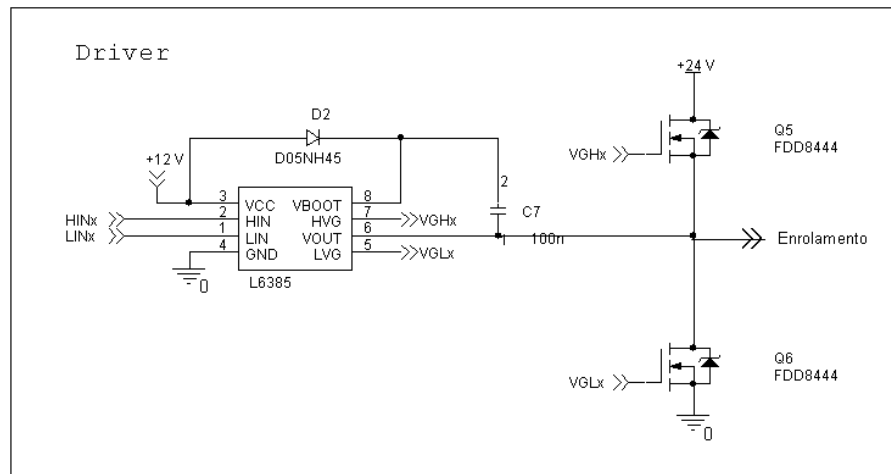 Driver
+24 V
D2
Q5
FDD8444
D05NH45
VGHx
+12 V
2
3 VCC VBOOT 8
HINx 2 HIN HVG 7 VGHx
C7
LINx 1 LIN VOUT 6
100n
Enrolamento
4 GND LVG 5 VGLx
0
L6385
Q6
FDD8444
VGLx
0